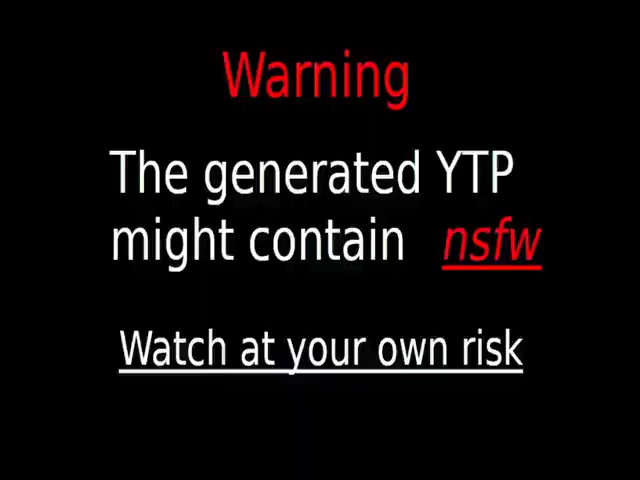 Warning
The generated YTP
might contain nsfw
Watch at your own risk